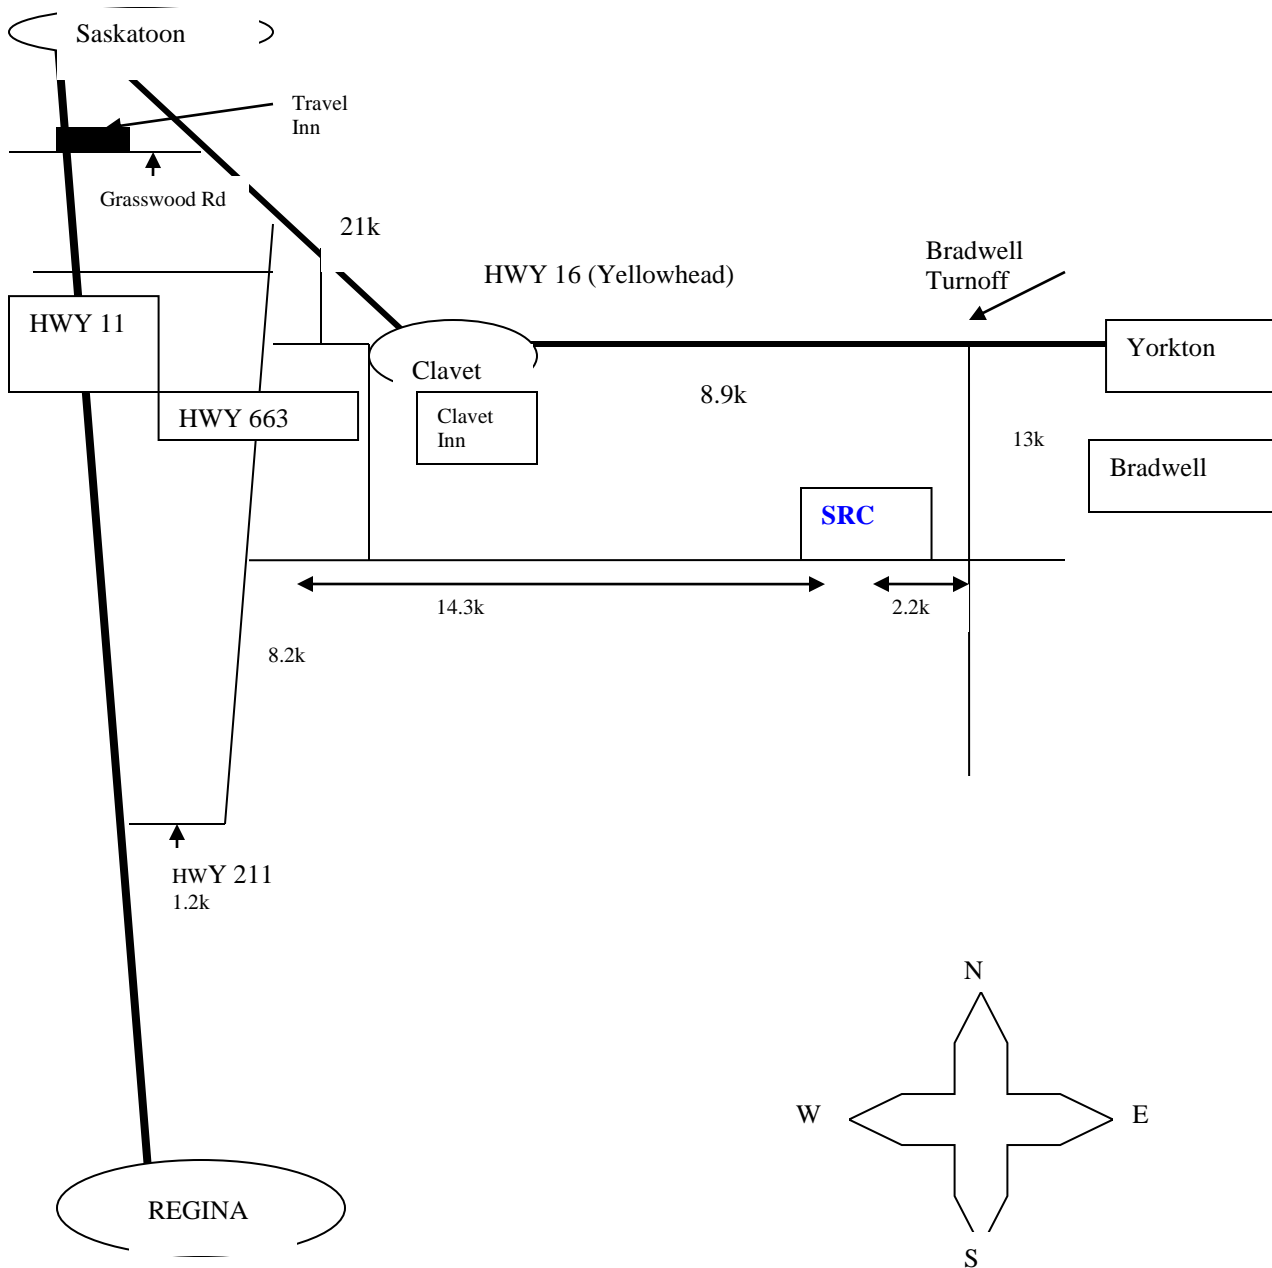 Saskatoon
Travel
Inn
Grasswood Rd
21k
Bradwell
Turnoff
HWY 16 (Yellowhead)
HWY 11
Yorkton
Clavet
8.9k
HWY 663
Clavet
Inn
13k
Bradwell
SRC
14.3k
2.2k
8.2k
HWY 211
1.2k
N
W
E
S
REGINA